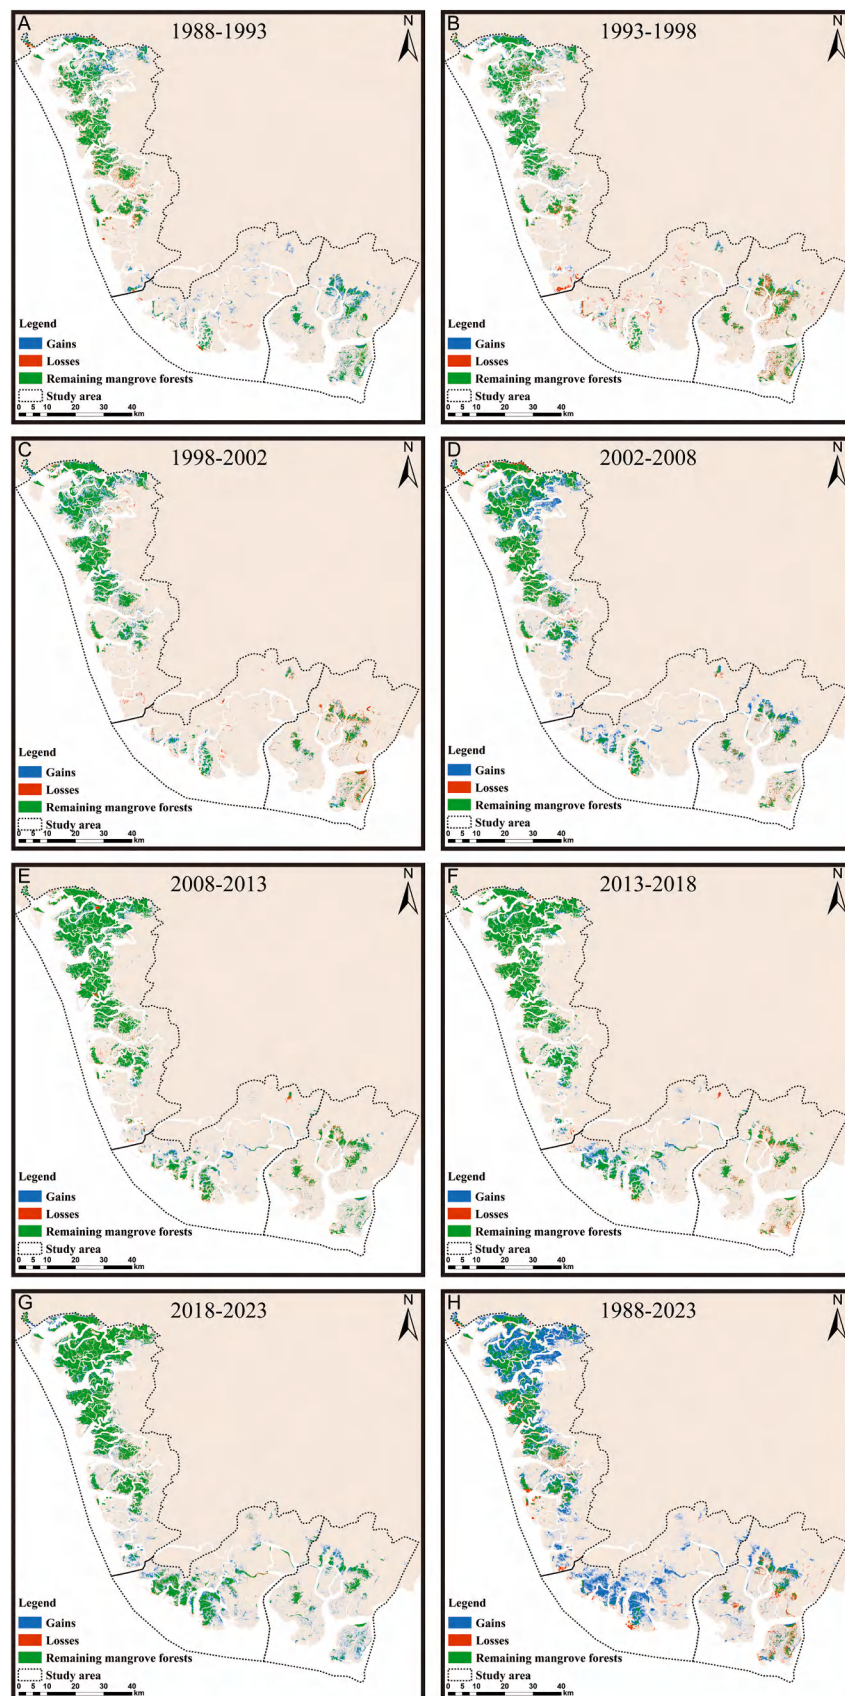 A
1988-1993
N
Legend
Gains
Losses
Remaining mangrove forests
Study area
0 5 10 20 30 40
km
B
1993-1998
N
Legend
Gains
Losses
Remaining mangrove forests
Study area
0 5 10 20 30 40
km
C
1998-2002
N
Legend
Gains
Losses
Remaining mangrove forests
Study area
0 5 10 20 30 40
km
D
2002-2008
N
Legend
Gains
Losses
Remaining mangrove forests
Study area
0 5 10 20 30 40
km
E
2008-2013
N
Legend
Gains
Losses
Remaining mangrove forests
Study area
0 5 10 20 30 40
km
F
2013-2018
N
Legend
Gains
Losses
Remaining mangrove forests
Study area
0 5 10 20 30 40
km
G
2018-2023
N
Legend
Gains
Losses
Remaining mangrove forests
Study area
0 5 10 20 30 40
km
H
1988-2023
N
Legend
Gains
Losses
Remaining mangrove forests
Study area
0 5 10 20 30 40
km